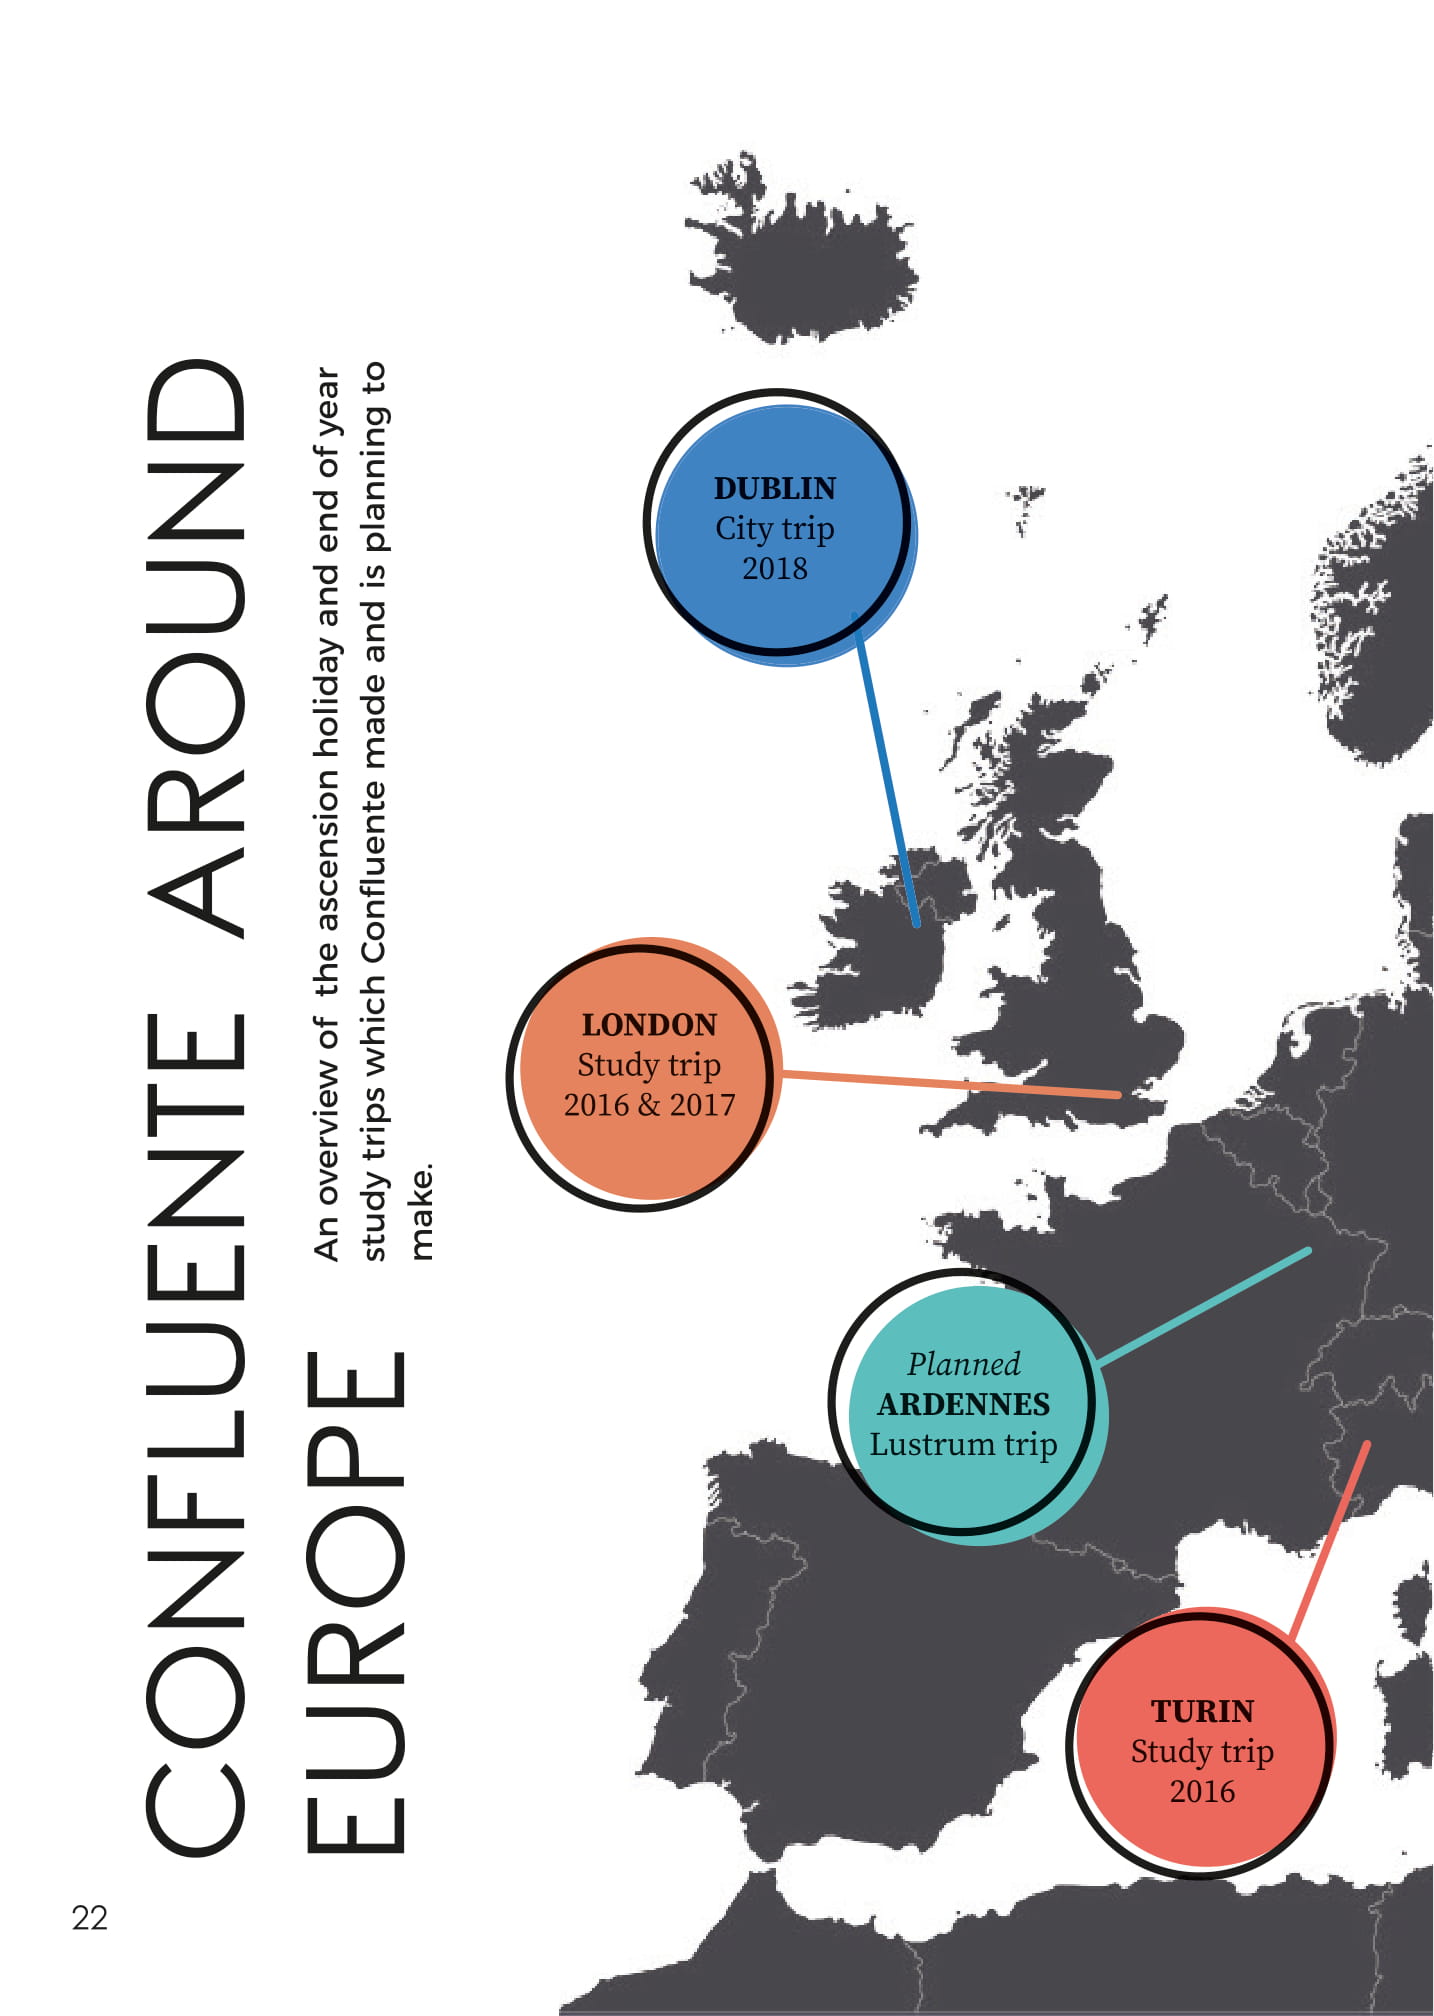 CONFLUENTE AROUND
EUROPE
An overview of the ascension holiday and end of year
study trips which Confluente made and is planning to
make.
DUBLIN
City trip
2018
LONDON
Study trip
2016 & 2017
Planned
ARDENNES
Lustrum trip
TURIN
Study trip
2016
22